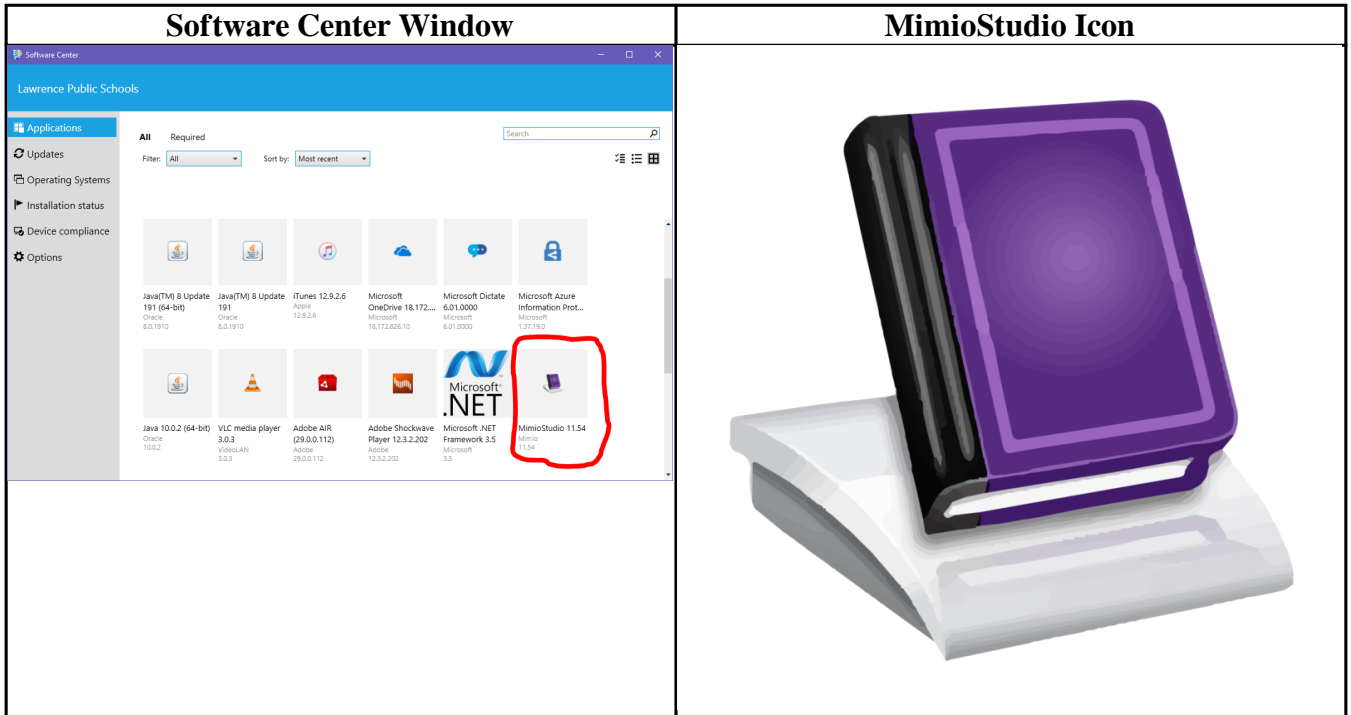 Software Center Window
MimioStudio Icon
Software Center
Lawrence Public Schools
Applications
Updates
Operating Systems
Installation status
Device compliance
Options
All Required
Search
Filter: All Sort by: Most recent
Java(TM) 8 Update
191 (64-bit)
Oracle
8.0.1910
Java(TM) 8 Update
191
Oracle
8.0.1910
iTunes 12.9.2.6
Apple
12.9.2.6
Microsoft
OneDrive 18.172....
Microsoft
18.172.826.10
Microsoft Dictate
6.01.0000
Microsoft
6.01.0000
Microsoft Azure
Information Prot...
Microsoft
1.37.19.0
Java 10.0.2 (64-bit)
Oracle
10.0.2
VLC media player
3.0.3
VideoLAN
3.0.3
Adobe AIR
(29.0.0.112)
Adobe
29.0.0.112
Adobe Shockwave
Player 12.3.2.202
Adobe
12.3.2.202
Microsoft®
.NET
Microsoft .NET
Framework 3.5
Microsoft
3.5
MimioStudio 11.54
Mimio
11.54